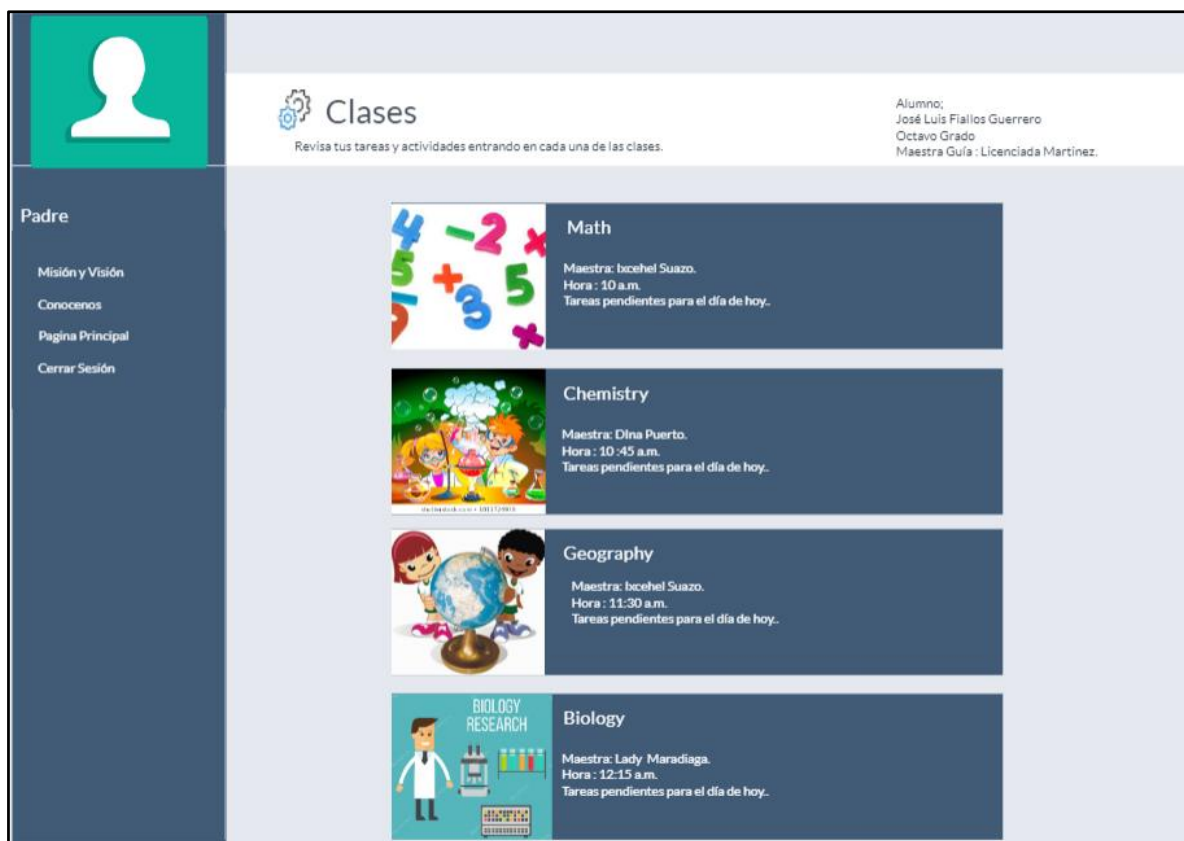 Clases
Revisa tus tareas y actividades entrando en cada una de las clases.
Alumno;
José Luis Fiallos Guerrero
Octavo Grado
Maestra Guía : Licenciada Martinez.
Padre
Misión y Visión
Conocenos
Pagina Principal
Cerrar Sesión
Math
Maestra: Ixcehel Suazo.
Hora : 10 a.m.
Tareas pendientes para el día de hoy..
Chemistry
Maestra: DIna Puerto.
Hora : 10 :45 a.m.
Tareas pendientes para el día de hoy..
Geography
Maestra: Ixcehel Suazo.
Hora : 11:30 a.m.
Tareas pendientes para el día de hoy..
BIOLOGY
RESEARCH
Biology
Maestra: Lady Maradiaga.
Hora : 12:15 a.m.
Tareas pendientes para el día de hoy..